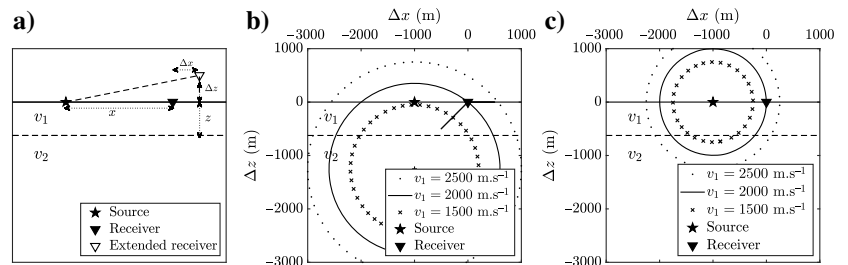 a)
Δx
Δz
x
z
v1
v2
Source
Receiver
Extended receiver
b)
Δx (m)
−3000 −2000 −1000 0 1000
1000
0
−1000
−2000
−3000
Δz (m)
v1
v2
v1 = 2500 m.s−1
v1 = 2000 m.s−1
v1 = 1500 m.s−1
Source
Receiver
c)
Δx (m)
−3000 −2000 −1000 0 1000
1000
0
−1000
−2000
−3000
Δz (m)
v1
v2
v1 = 2500 m.s−1
v1 = 2000 m.s−1
v1 = 1500 m.s−1
Source
Receiver